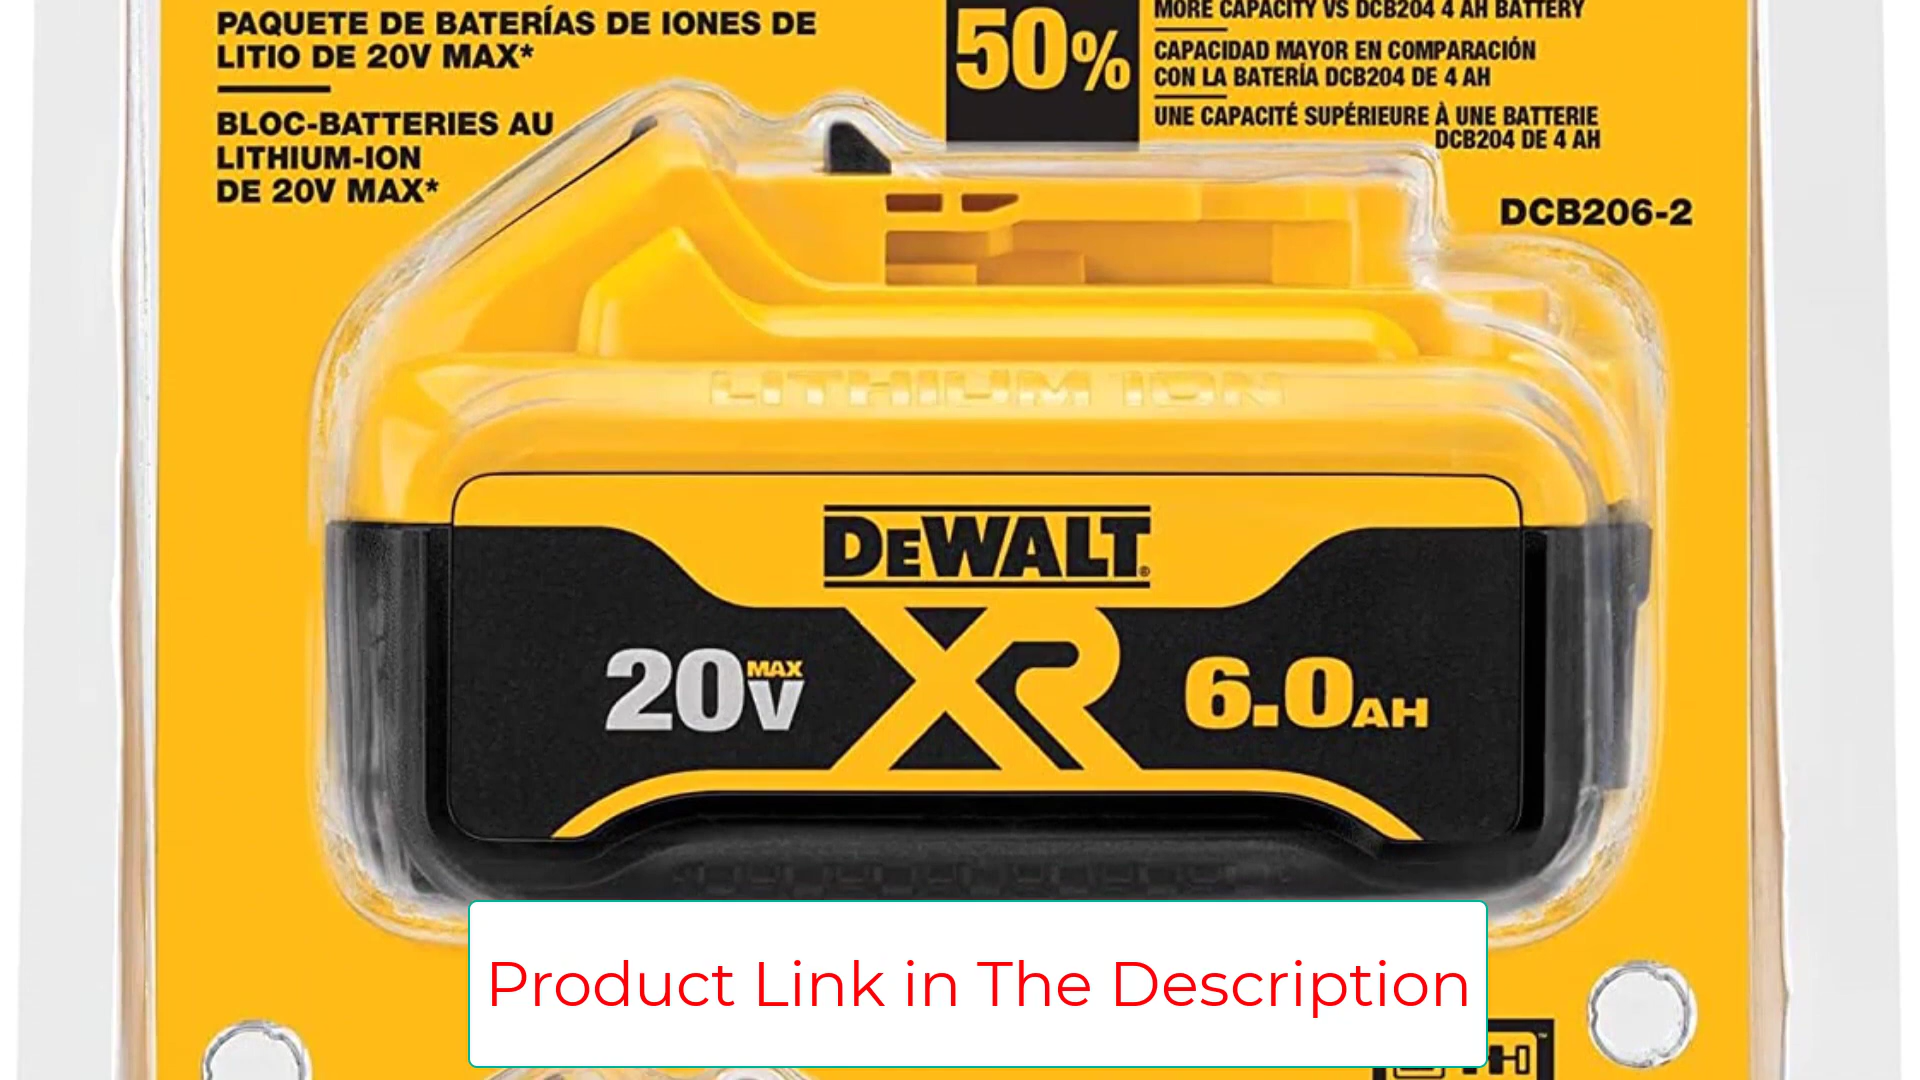 PAQUETE DE BATERÍAS DE IONES DE
LITIO DE 20V MAX*
BLOC-BATTERIES AU
LITHIUM-ION
DE 20V MAX*
50%
MORE CAPACITY VS DCB204 4 AH BATTERY
CAPACIDAD MAYOR EN COMPARACIÓN
CON LA BATERÍA DCB204 DE 4 AH
UNE CAPACITÉ SUPÉRIEURE À UNE BATTERIE
DCB204 DE 4 AH
DCB206-2
LITHIUM ION
DEWALT®
20V MAX
XR
6.0AH
Product Link in The Description